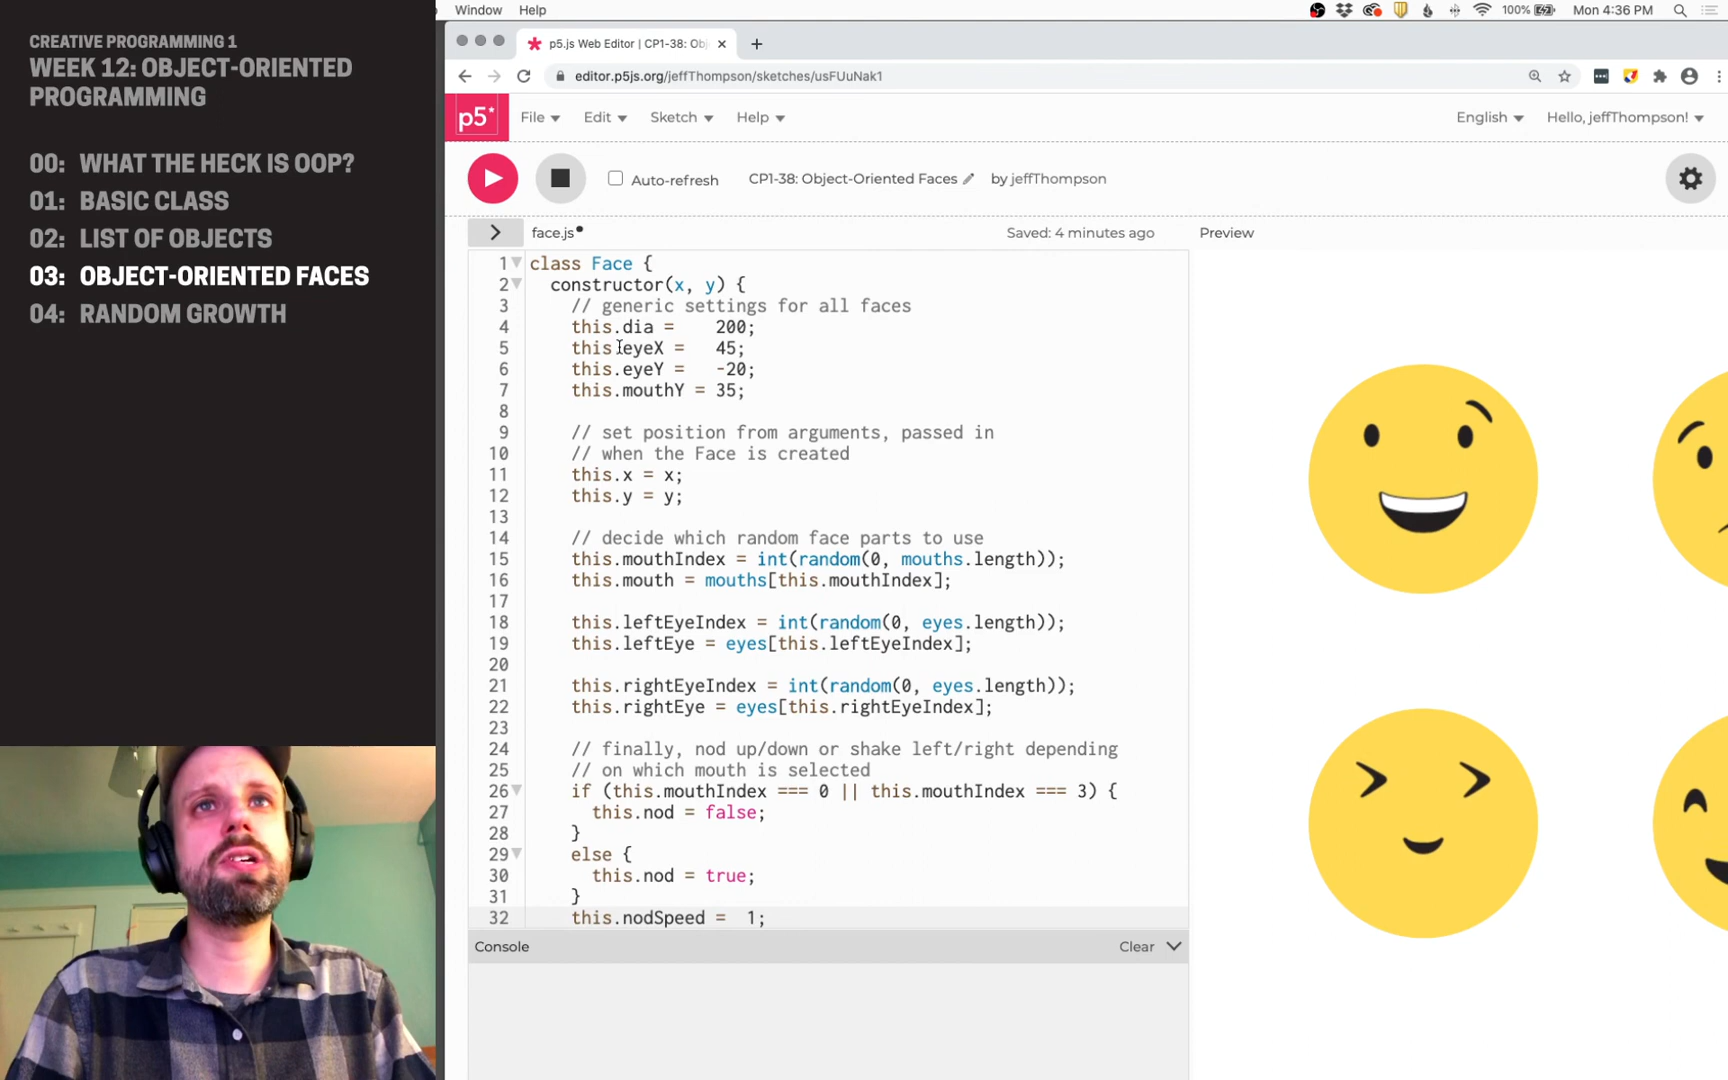 CREATIVE PROGRAMMING 1
WEEK 12: OBJECT-ORIENTED
PROGRAMMING
00: WHAT THE HECK IS OOP?
01: BASIC CLASS
02: LIST OF OBJECTS
03: OBJECT-ORIENTED FACES
04: RANDOM GROWTH
Window Help 100% Mon 4:36 PM
p5.js Web Editor | CP1-38: Obj
editor.p5js.org/jeffThompson/sketches/usFUuNak1
p5* File Edit Sketch Help English Hello, jeffThompson!
Auto-refresh CP1-38: Object-Oriented Faces by jeffThompson
face.js Saved: 4 minutes ago Preview
1 class Face {
2 constructor(x, y) {
3 // generic settings for all faces
4 this.dia = 200;
5 this.eyeX = 45;
6 this.eyeY = -20;
7 this.mouthY = 35;
8
9 // set position from arguments, passed in
10 // when the Face is created
11 this.x = x;
12 this.y = y;
13
14 // decide which random face parts to use
15 this.mouthIndex = int(random(0, mouths.length));
16 this.mouth = mouths[this.mouthIndex];
17
18 this.leftEyeIndex = int(random(0, eyes.length));
19 this.leftEye = eyes[this.leftEyeIndex];
20
21 this.rightEyeIndex = int(random(0, eyes.length));
22 this.rightEye = eyes[this.rightEyeIndex];
23
24 // finally, nod up/down or shake left/right depending
25 // on which mouth is selected
26 if (this.mouthIndex === 0 || this.mouthIndex === 3) {
27 this.nod = false;
28 }
29 else {
30 this.nod = true;
31 }
32 this.nodSpeed = 1;
Console Clear